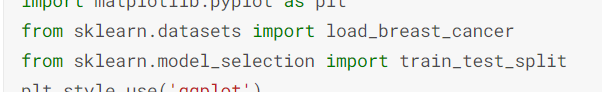 import matplotlib.pyplot as plt
from sklearn.datasets import load_breast_cancer
from sklearn.model_selection import train_test_split
plt.style.use('ggplot')